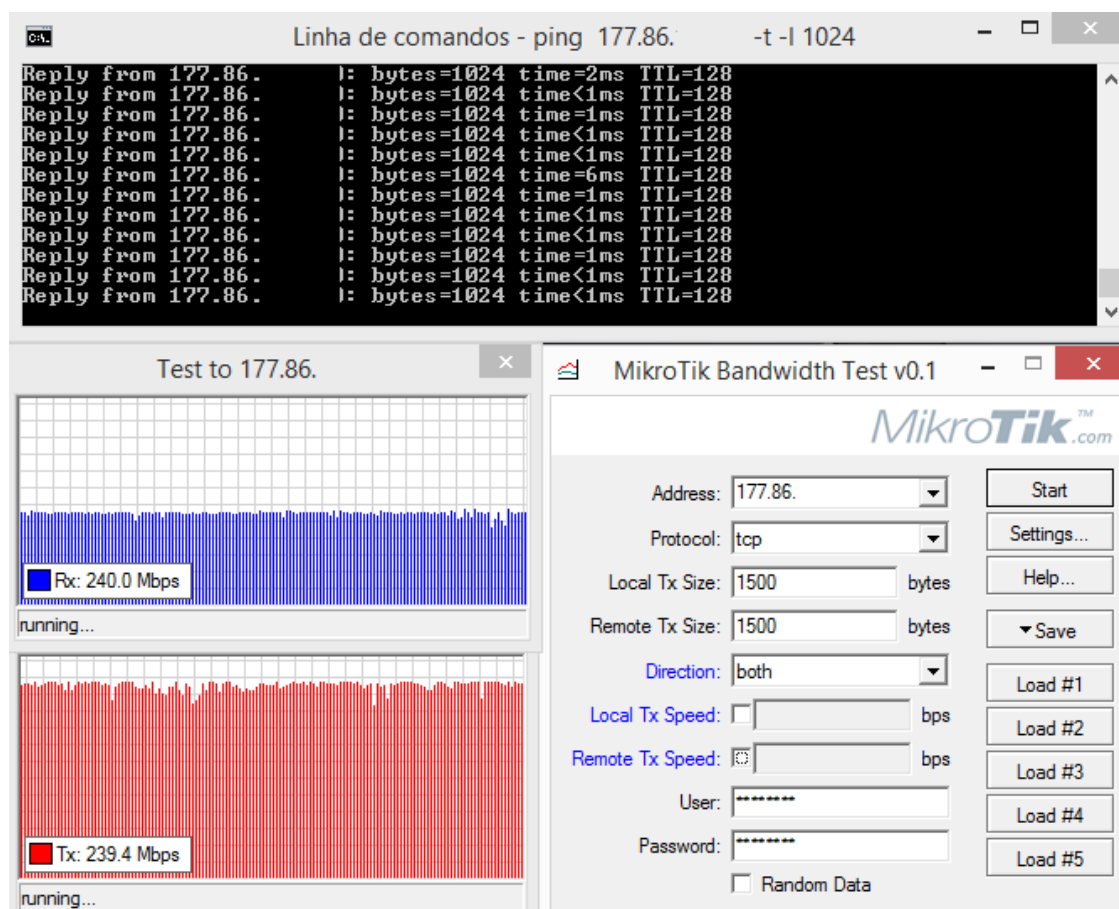 Linha de comandos - ping 177.86. -t -l 1024
Reply from 177.86. ): bytes=1024 time=2ms TTL=128
Reply from 177.86. ): bytes=1024 time<1ms TTL=128
Reply from 177.86. ): bytes=1024 time=1ms TTL=128
Reply from 177.86. ): bytes=1024 time<1ms TTL=128
Reply from 177.86. ): bytes=1024 time<1ms TTL=128
Reply from 177.86. ): bytes=1024 time=6ms TTL=128
Reply from 177.86. ): bytes=1024 time=1ms TTL=128
Reply from 177.86. ): bytes=1024 time<1ms TTL=128
Reply from 177.86. ): bytes=1024 time<1ms TTL=128
Reply from 177.86. ): bytes=1024 time=1ms TTL=128
Reply from 177.86. ): bytes=1024 time<1ms TTL=128
Reply from 177.86. ): bytes=1024 time<1ms TTL=128
Test to 177.86.
Rx: 240.0 Mbps
running...
Tx: 239.4 Mbps
running...
MikroTik Bandwidth Test v0.1
MikroTik™.com
Address: 177.86.
Start
Protocol: tcp
Settings...
Local Tx Size: 1500 bytes
Help...
Remote Tx Size: 1500 bytes
Save
Direction: both
Load #1
Local Tx Speed: bps
Load #2
Remote Tx Speed: bps
Load #3
User: ********
Load #4
Password: ********
Load #5
Random Data